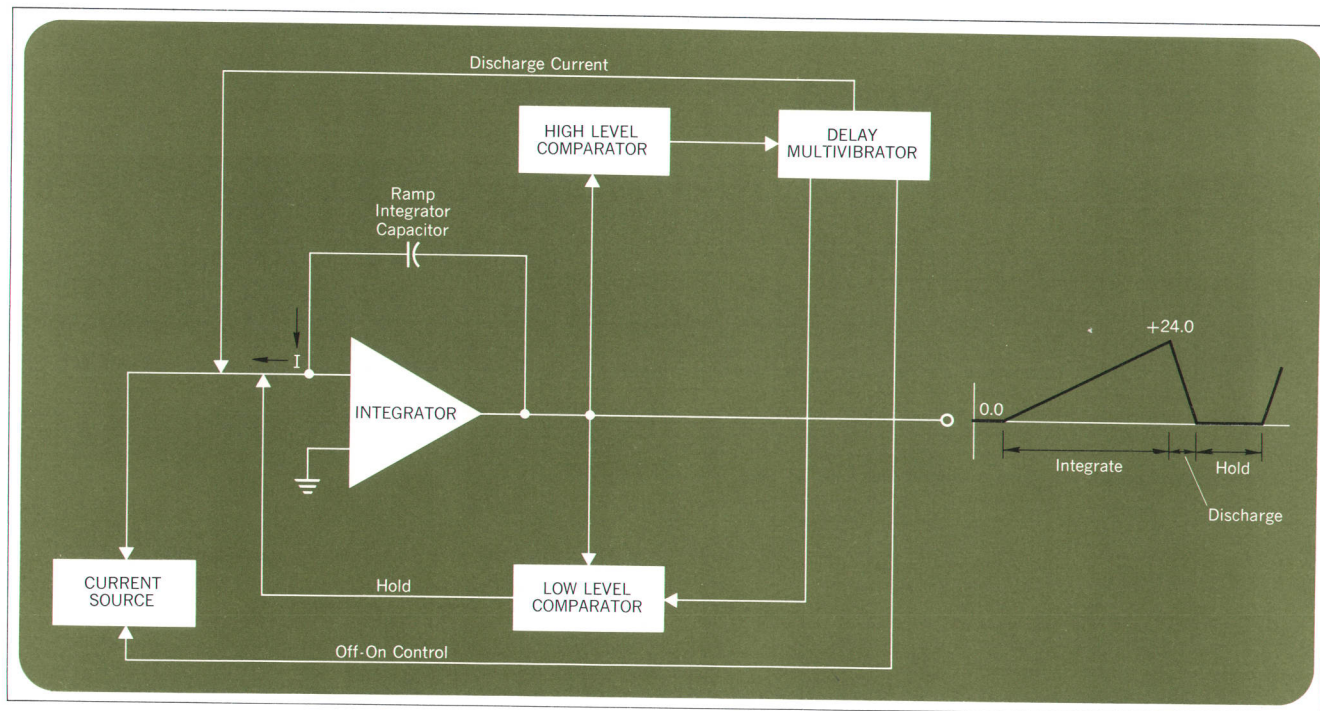 Discharge Current
HIGH LEVEL
COMPARATOR
DELAY
MULTIVIBRATOR
Ramp
Integrator
Capacitor
I
INTEGRATOR
+24.0
0.0
Integrate
Hold
Discharge
CURRENT
SOURCE
Hold
LOW LEVEL
COMPARATOR
Off-On Control